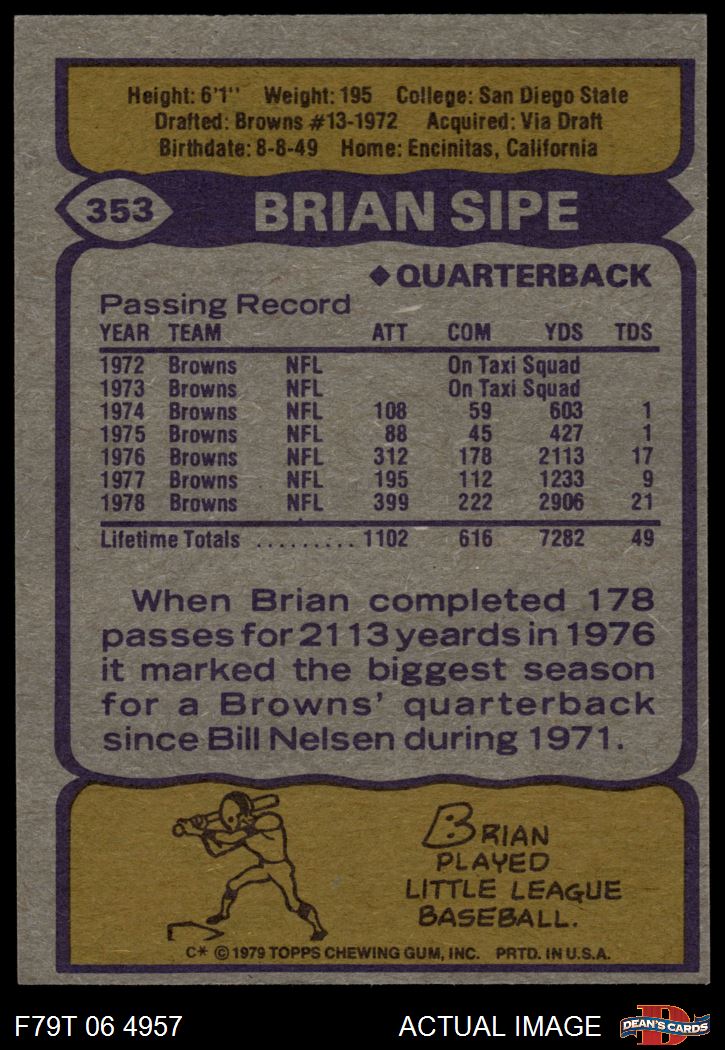 Height: 6'1'' Weight: 195 College: San Diego State
Drafted: Browns #13-1972 Acquired: Via Draft
Birthdate: 8-8-49 Home: Encinitas, California
353 BRIAN SIPE
◆ QUARTERBACK
Passing Record
YEAR TEAM ATT COM YDS TDS
1972 Browns NFL On Taxi Squad
1973 Browns NFL On Taxi Squad
1974 Browns NFL 108 59 603 1
1975 Browns NFL 88 45 427 1
1976 Browns NFL 312 178 2113 17
1977 Browns NFL 195 112 1233 9
1978 Browns NFL 399 222 2906 21
Lifetime Totals .......... 1102 616 7282 49
When Brian completed 178
passes for 2113 yeards in 1976
it marked the biggest season
for a Browns' quarterback
since Bill Nelsen during 1971.
BRIAN
PLAYED
LITTLE LEAGUE
BASEBALL.
C* © 1979 TOPPS CHEWING GUM, INC. PRTD. IN U.S.A.
F79T 06 4957 ACTUAL IMAGE D DEAN'S CARDS